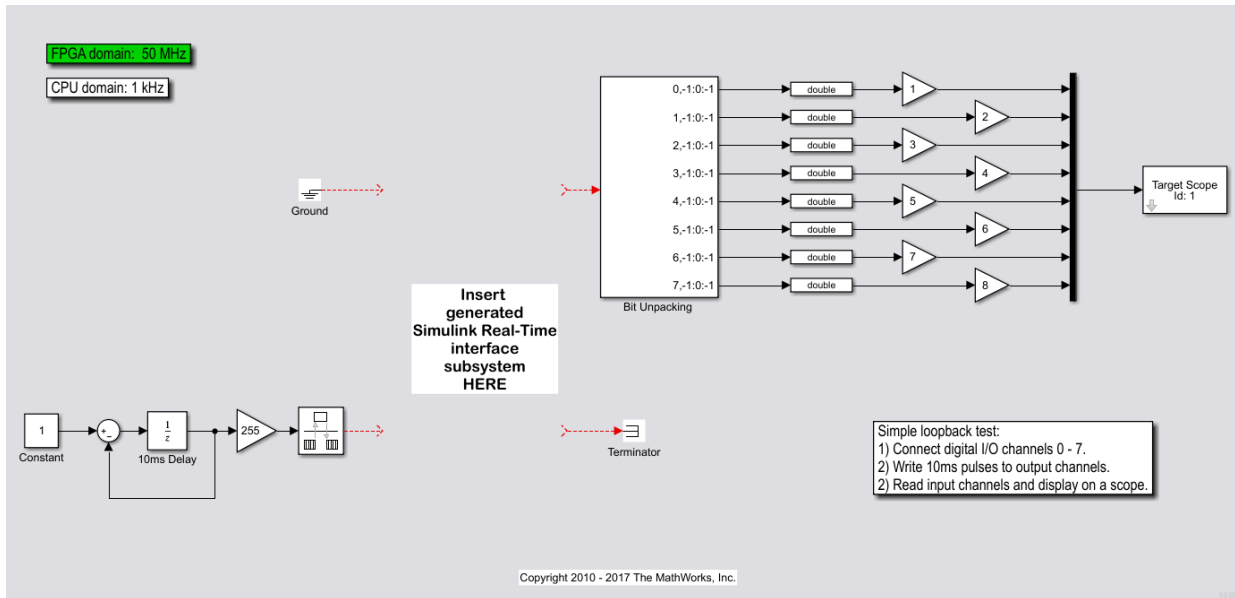 FPGA domain:  50 MHz
CPU domain: 1 kHz
0,-1:0:-1
double
1
1,-1:0:-1
double
2
2,-1:0:-1
double
3
3,-1:0:-1
double
4
4,-1:0:-1
double
5
5,-1:0:-1
double
6
6,-1:0:-1
double
7
7,-1:0:-1
double
8
Bit Unpacking
Target Scope
Id: 1
Ground
Insert
generated
Simulink Real-Time
interface
subsystem
HERE
1
Constant
+
−
1
z
10ms Delay
255
Terminator
Simple loopback test:
1) Connect digital I/O channels 0 - 7.
2) Write 10ms pulses to output channels.
2) Read input channels and display on a scope.
Copyright 2010 - 2017 The MathWorks, Inc.